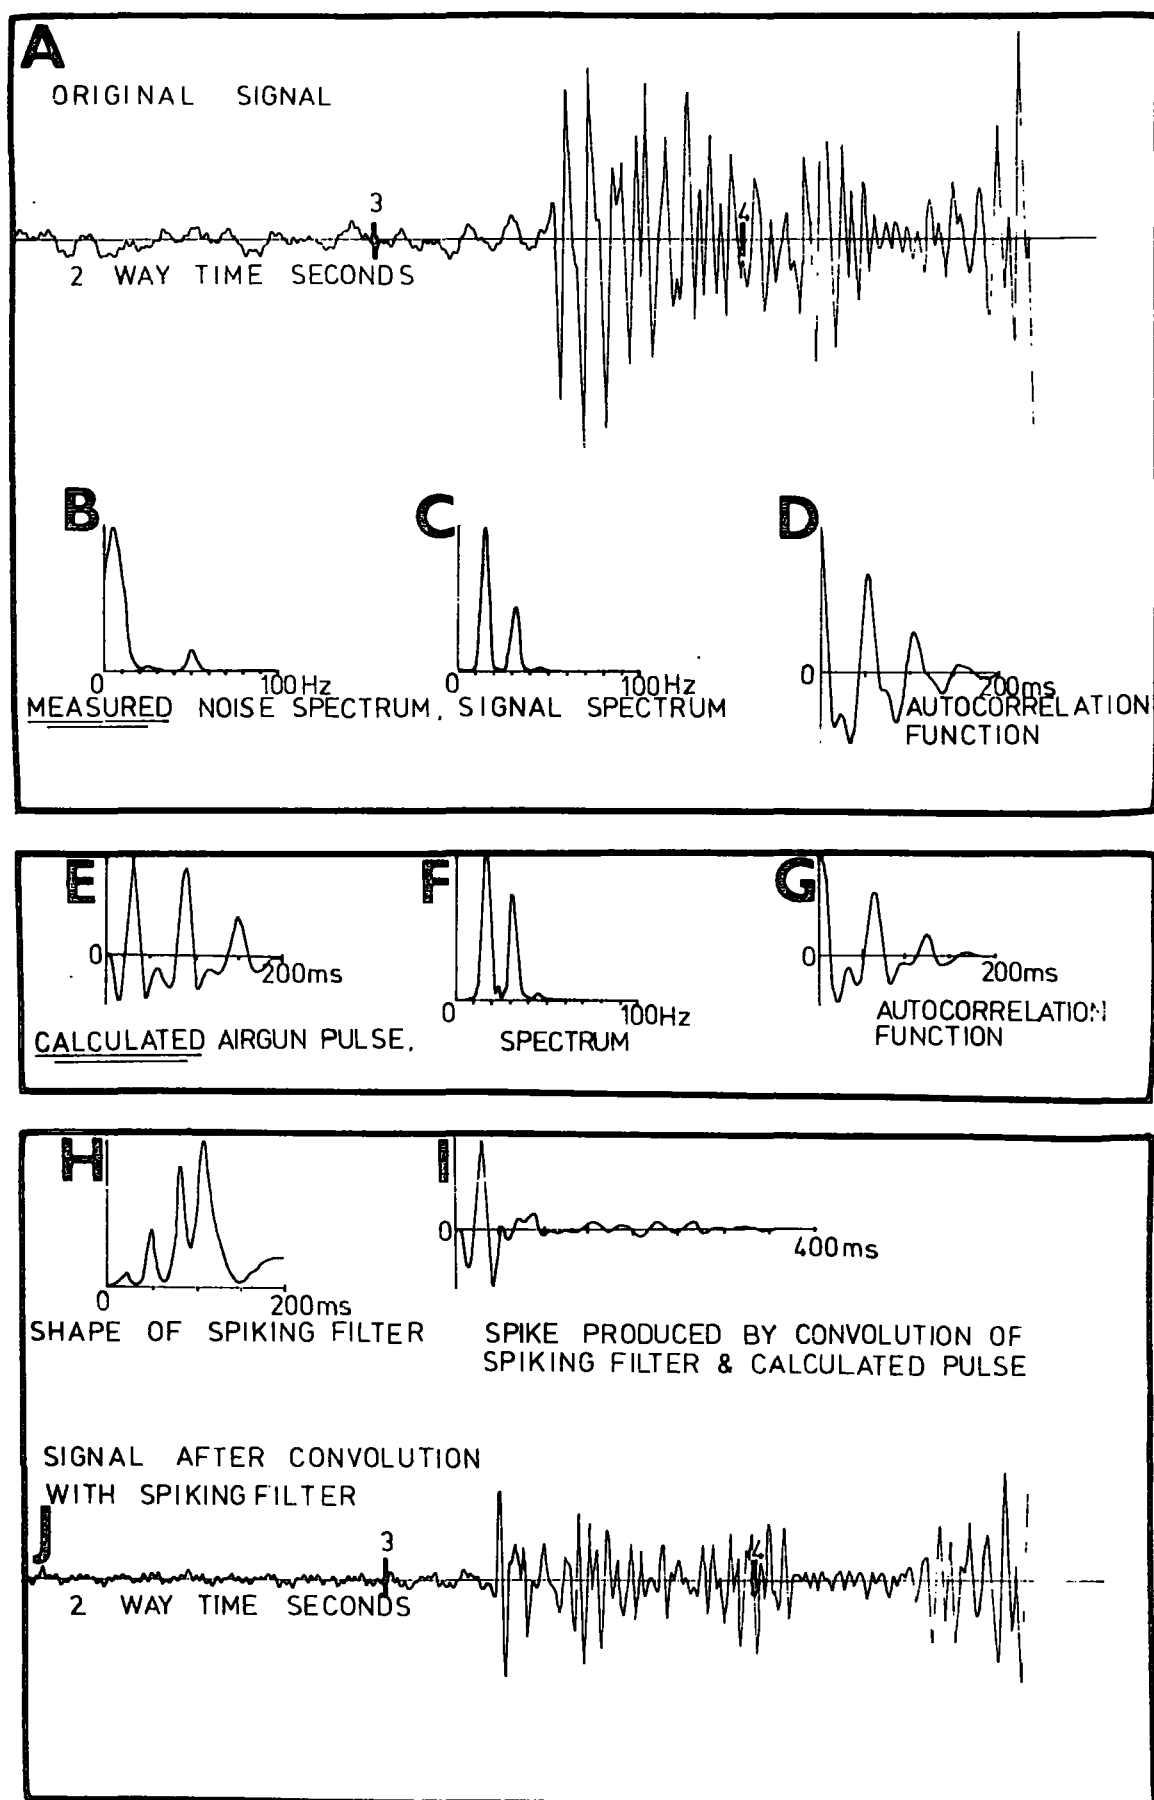 A
ORIGINAL SIGNAL
3
4
2 WAY TIME SECONDS
B
C
D
0
100Hz
0
100Hz
0
200ms
MEASURED NOISE SPECTRUM, SIGNAL SPECTRUM
AUTOCORRELATION
FUNCTION
E
F
G
0
200ms
0
100Hz
0
200ms
CALCULATED AIRGUN PULSE.
SPECTRUM
AUTOCORRELATION
FUNCTION
H
I
0
200ms
0
400ms
SHAPE OF SPIKING FILTER
SPIKE PRODUCED BY CONVOLUTION OF
SPIKING FILTER & CALCULATED PULSE
SIGNAL AFTER CONVOLUTION
WITH SPIKING FILTER
J
3
4
2 WAY TIME SECONDS